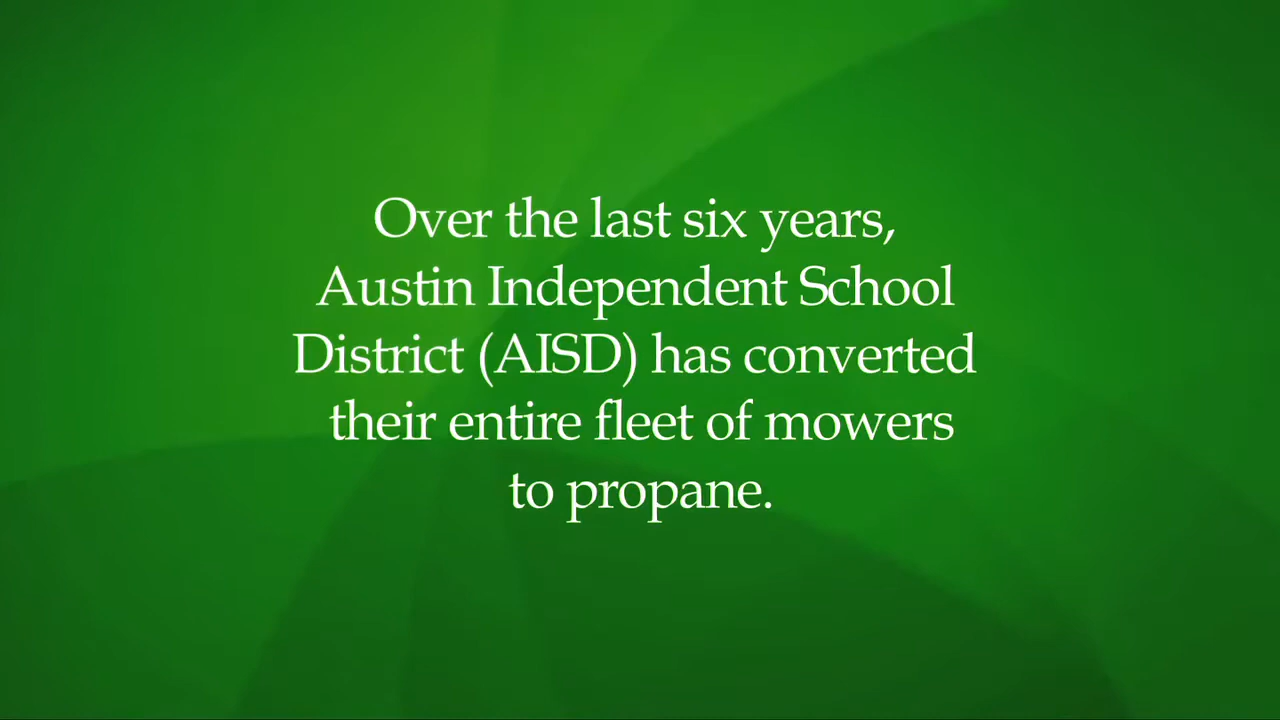 Over the last six years,
Austin Independent School
District (AISD) has converted
their entire fleet of mowers
to propane.